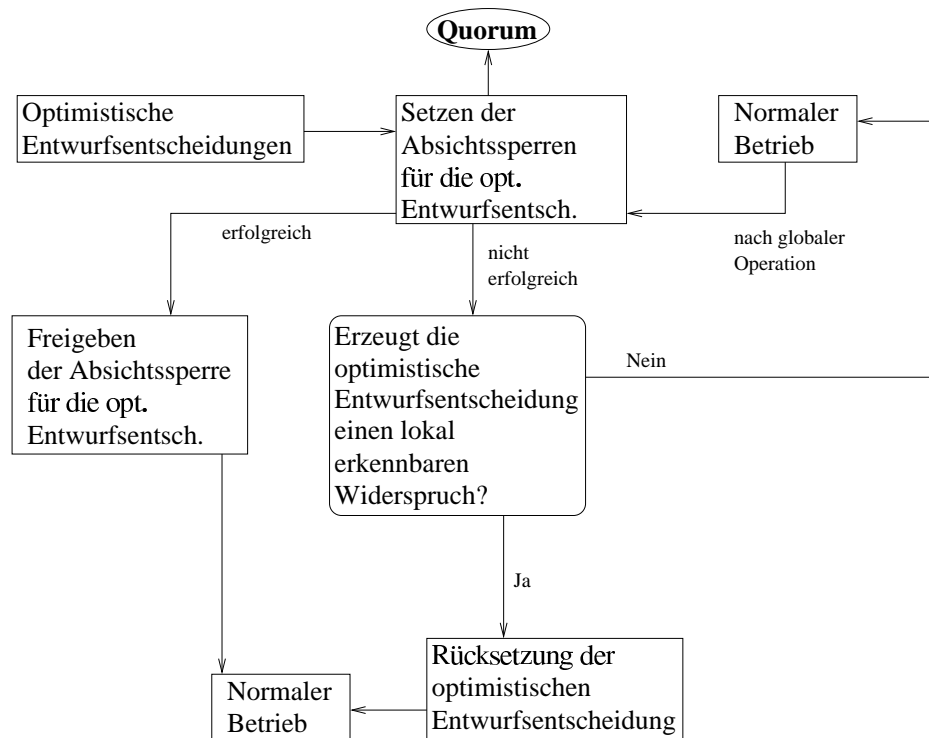 Quorum
Optimistische
Entwurfsentscheidungen
Setzen der
Absichtssperren
für die opt.
Entwurfsentsch.
Normaler
Betrieb
erfolgreich
nicht
erfolgreich
nach globaler
Operation
Freigeben
der Absichtssperre
für die opt.
Entwurfsentsch.
Erzeugt die
optimistische
Entwurfsentscheidung
einen lokal
erkennbaren
Widerspruch?
Nein
Ja
Rücksetzung der
optimistischen
Entwurfsentscheidung
Normaler
Betrieb